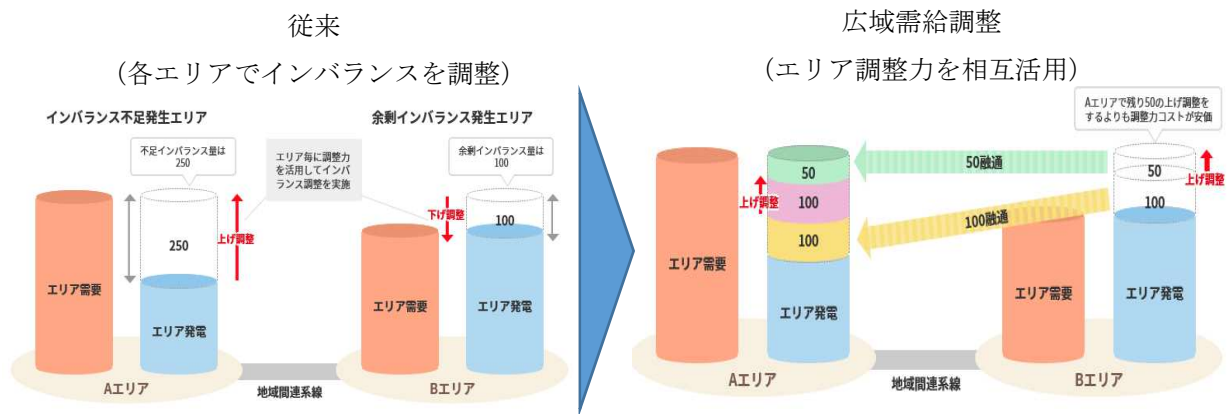 従来
(各エリアでインバランスを調整)
インバランス不足発生エリア
余剰インバランス発生エリア
不足インバランス量は
250
エリア毎に調整力
を活用してインバ
ランス調整を実施
余剰インバランス量は
100
250
上げ調整
下げ調整
100
エリア需要
エリア発電
エリア需要
エリア発電
Aエリア
地域間連系線
Bエリア
広域需給調整
(エリア調整力を相互活用)
Aエリアで残り50の上げ調整を
するよりも調整力コストが安価
50
50融通
50
上げ調整
上げ調整
100
100
100融通
100
エリア需要
エリア発電
エリア需要
エリア発電
Aエリア
地域間連系線
Bエリア